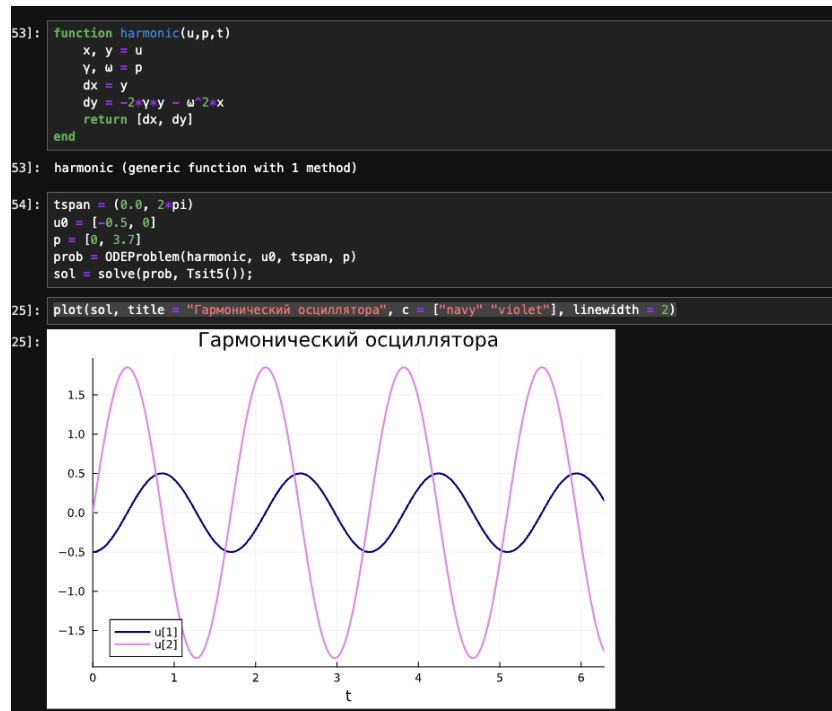 53]: function harmonic(u,p,t)
x, y = u
γ, ω = p
dx = y
dy = -2*γ*y - ω^2*x
return [dx, dy]
end
53]: harmonic (generic function with 1 method)
54]: tspan = (0.0, 2*pi)
u0 = [-0.5, 0]
p = [0, 3.7]
prob = ODEProblem(harmonic, u0, tspan, p)
sol = solve(prob, Tsit5());
25]: plot(sol, title = "Гармонический осциллятора", c = ["navy" "violet"], linewidth = 2)
25]:
Гармонический осциллятора
1.5
1.0
0.5
0.0
−0.5
−1.0
−1.5
u[1]
u[2]
0 1 2 3 4 5 6
t